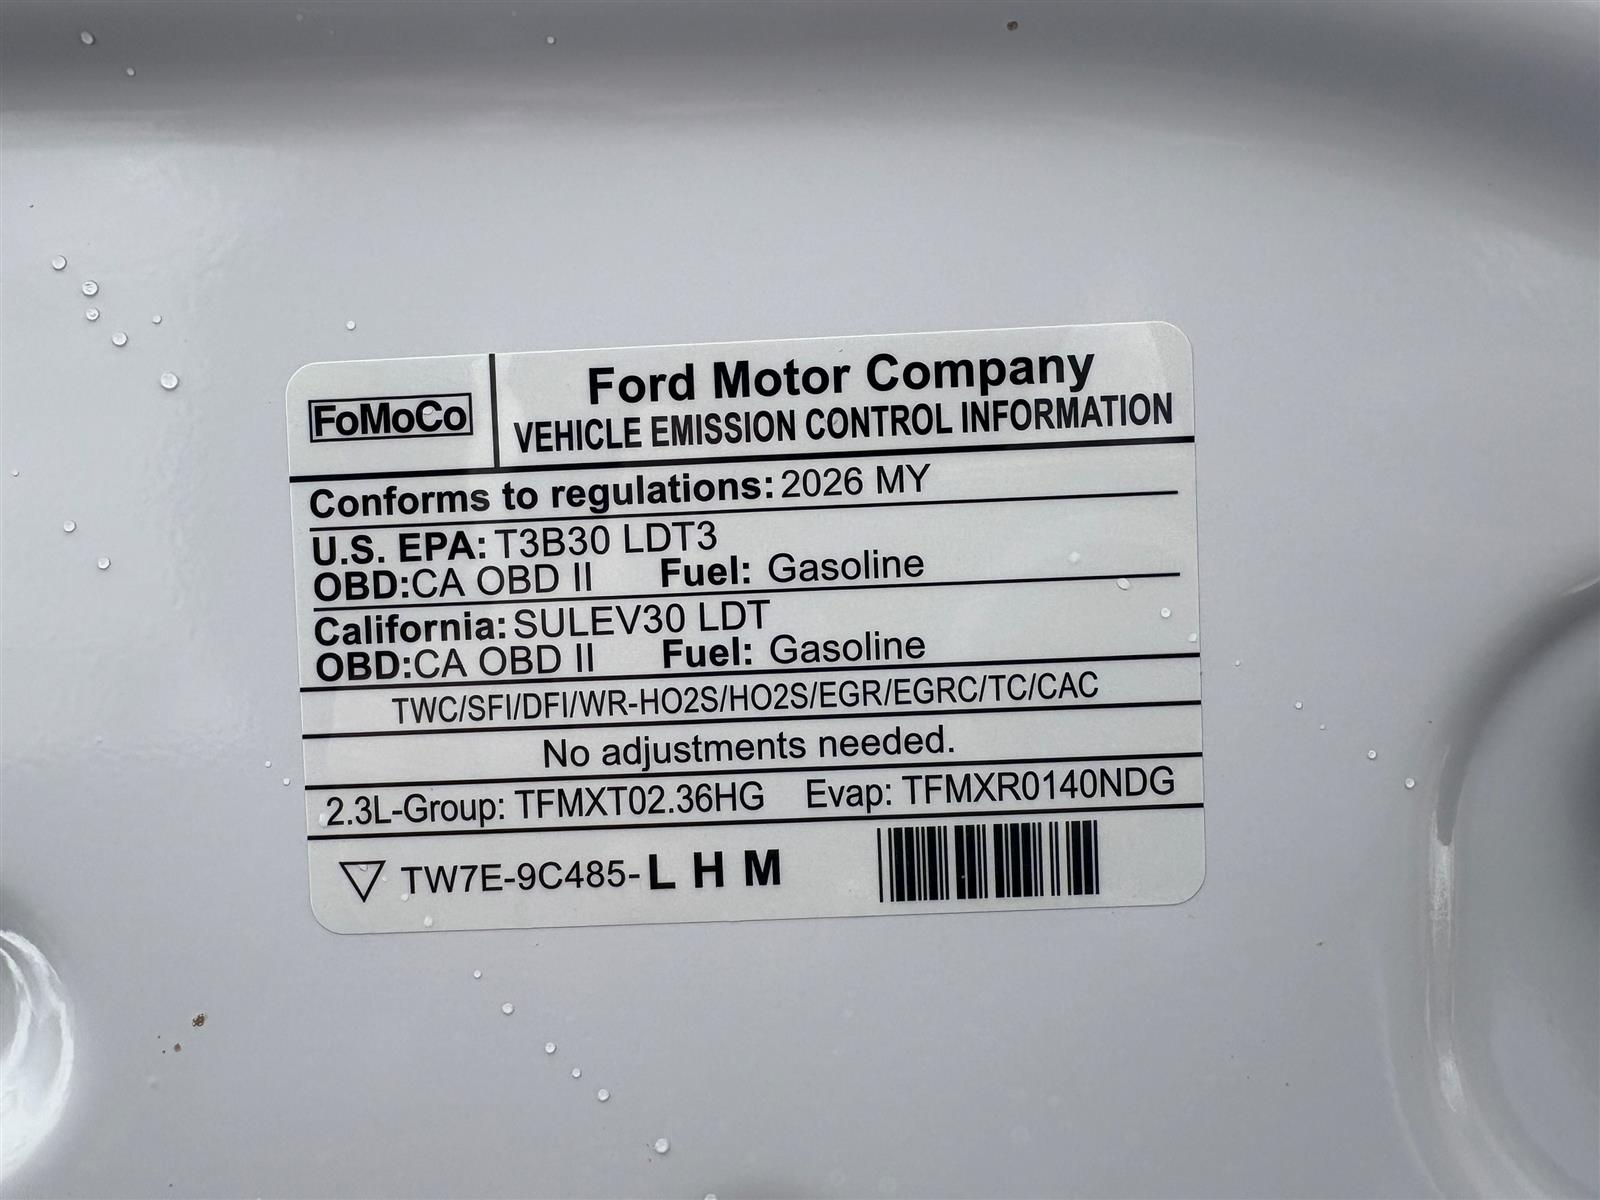 FoMoCo
Ford Motor Company
VEHICLE EMISSION CONTROL INFORMATION
Conforms to regulations: 2026 MY
U.S. EPA: T3B30 LDT3
OBD: CA OBD II Fuel: Gasoline
California: SULEV30 LDT
OBD: CA OBD II Fuel: Gasoline
TWC/SFI/DFI/WR-HO2S/HO2S/EGR/EGRC/TC/CAC
No adjustments needed.
2.3L-Group: TFMXT02.36HG Evap: TFMXR0140NDG
TW7E-9C485-L H M